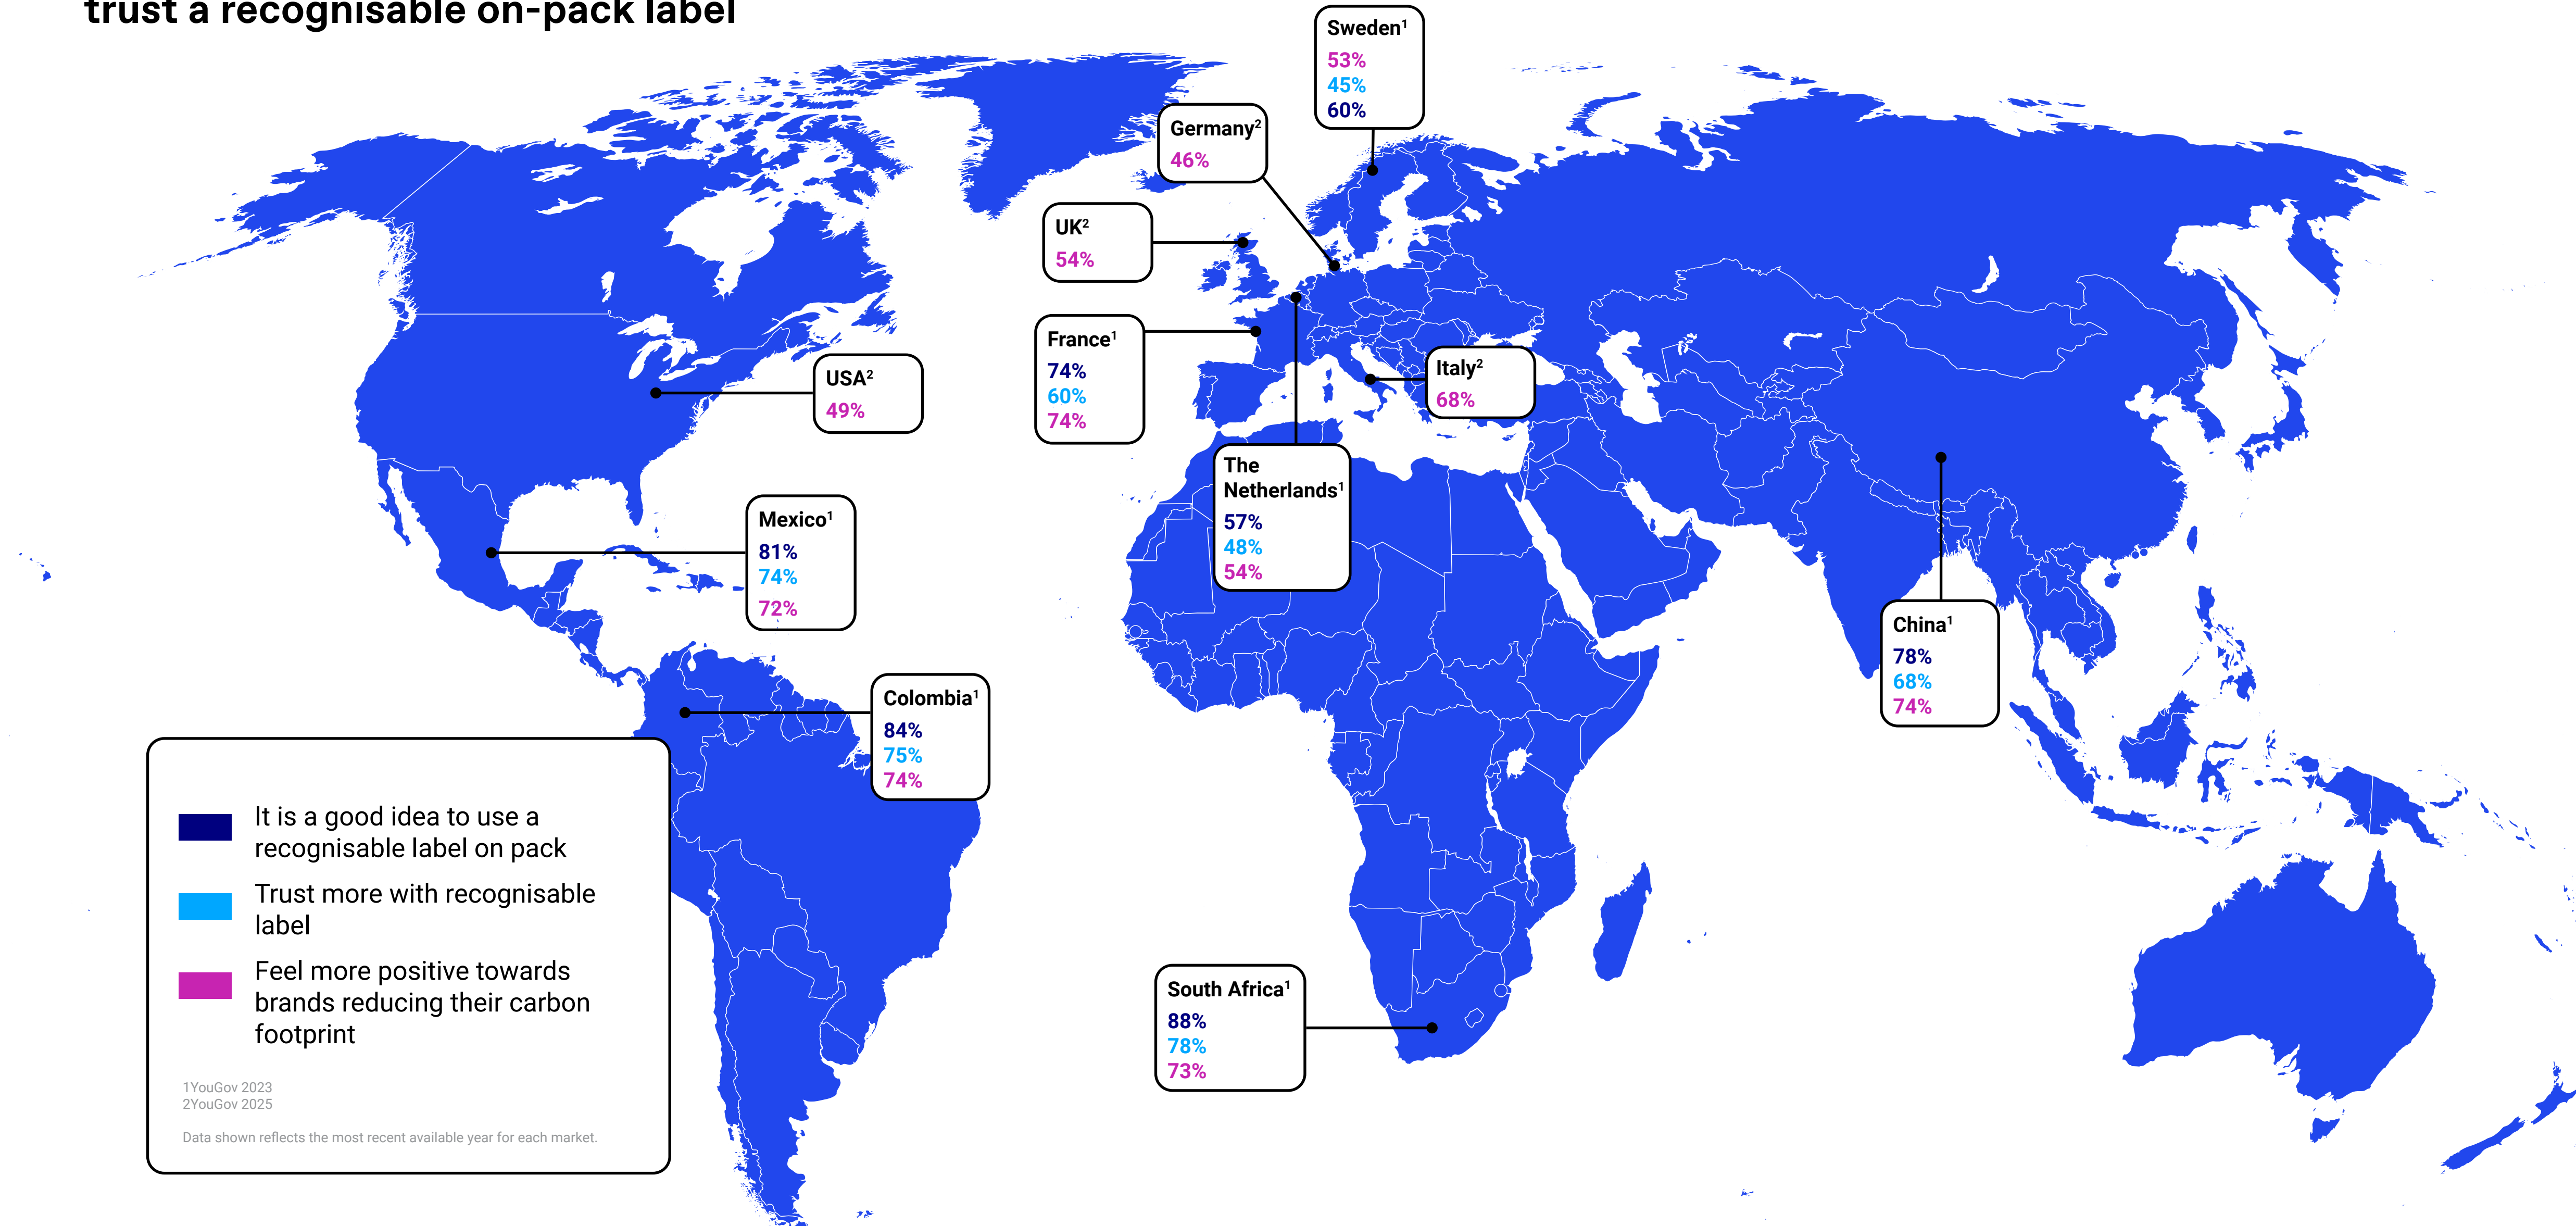 trust a recognisable on-pack label
Sweden¹
53%
45%
60%
Germany²
46%
UK²
54%
France¹
74%
60%
74%
Italy²
68%
USA²
49%
The
Netherlands¹
57%
48%
54%
Mexico¹
81%
74%
72%
China¹
78%
68%
74%
Colombia¹
84%
75%
74%
South Africa¹
88%
78%
73%
It is a good idea to use a
recognisable label on pack
Trust more with recognisable
label
Feel more positive towards
brands reducing their carbon
footprint
1YouGov 2023
2YouGov 2025
Data shown reflects the most recent available year for each market.